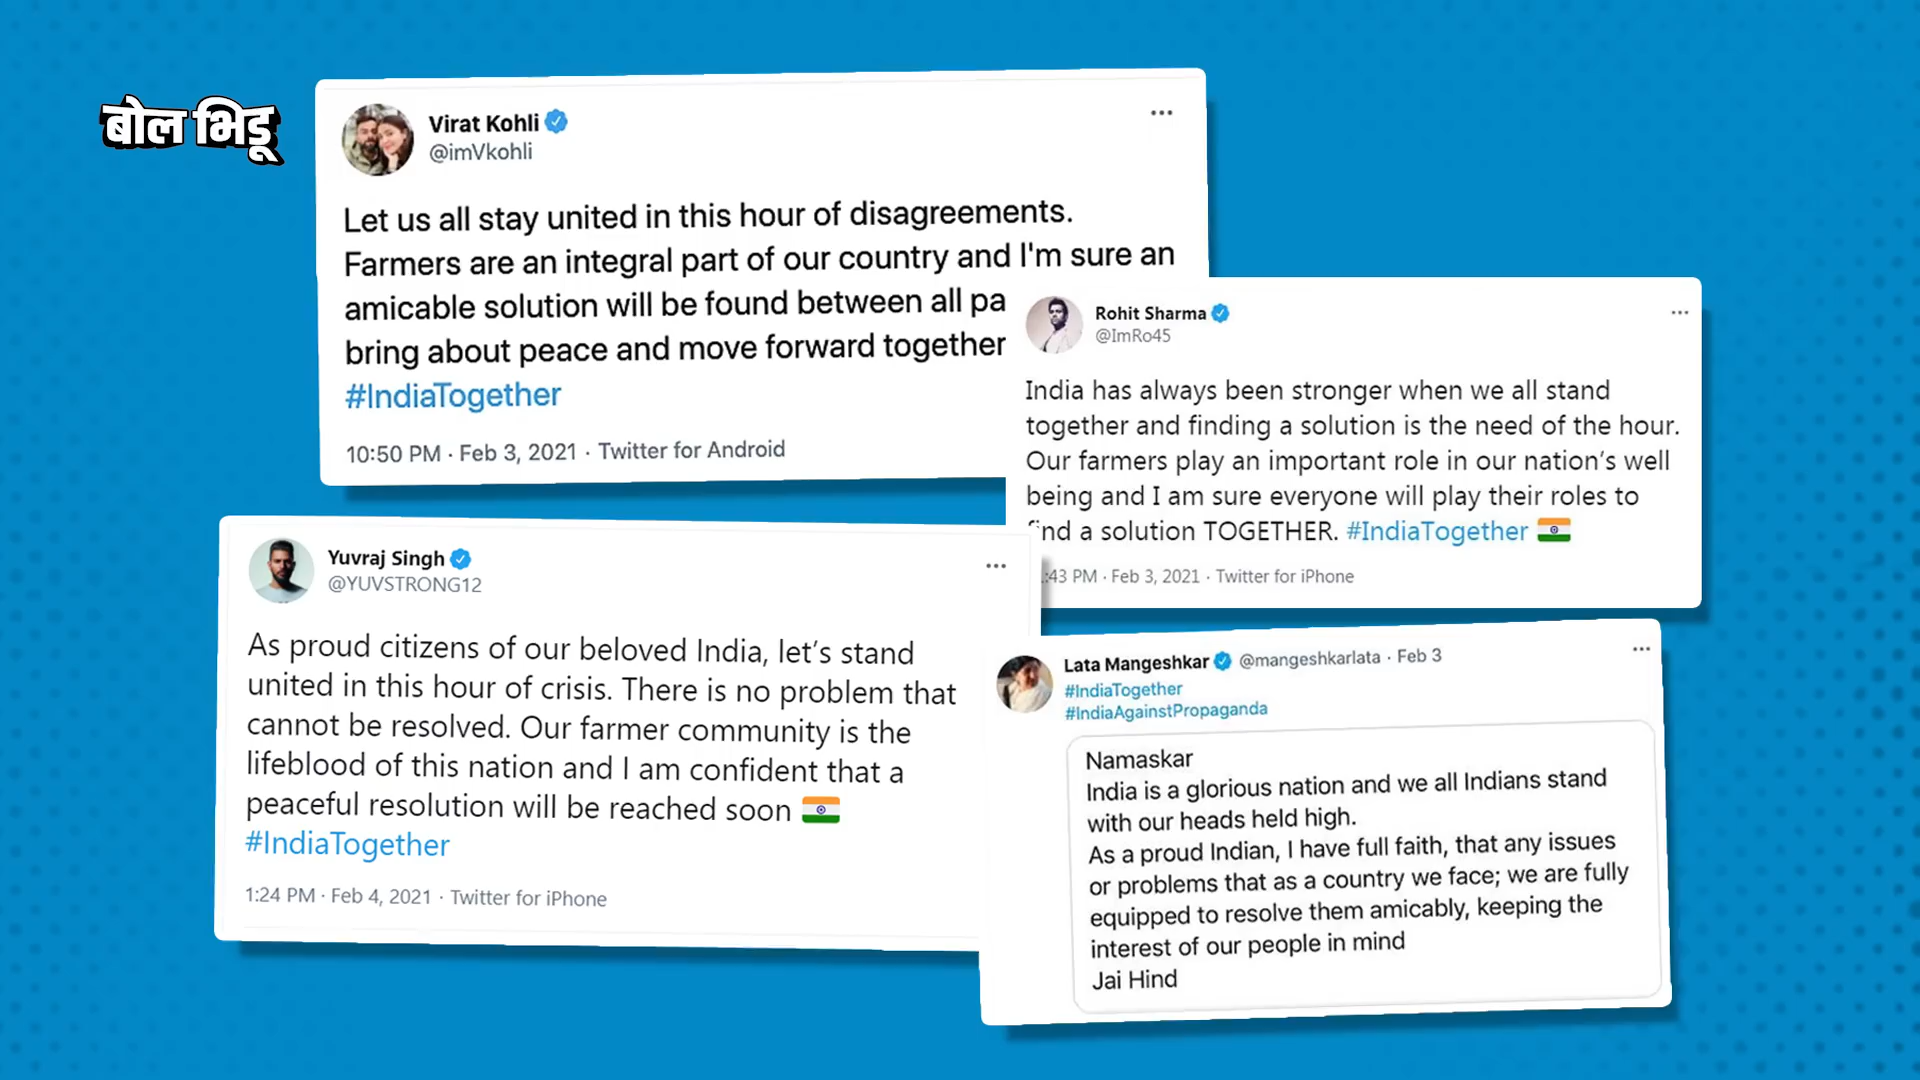 बोल भिडू
Virat Kohli
@imVkohli
Let us all stay united in this hour of disagreements.
Farmers are an integral part of our country and I'm sure an
amicable solution will be found between all pa
bring about peace and move forward together
#IndiaTogether
10:50 PM · Feb 3, 2021 · Twitter for Android
Rohit Sharma
@ImRo45
India has always been stronger when we all stand
together and finding a solution is the need of the hour.
Our farmers play an important role in our nation's well
being and I am sure everyone will play their roles to
find a solution TOGETHER. #IndiaTogether
:43 PM · Feb 3, 2021 · Twitter for iPhone
Yuvraj Singh
@YUVSTRONG12
As proud citizens of our beloved India, let's stand
united in this hour of crisis. There is no problem that
cannot be resolved. Our farmer community is the
lifeblood of this nation and I am confident that a
peaceful resolution will be reached soon
#IndiaTogether
1:24 PM · Feb 4, 2021 · Twitter for iPhone
Lata Mangeshkar @mangeshkarlata · Feb 3
#IndiaTogether
#IndiaAgainstPropaganda
Namaskar
India is a glorious nation and we all Indians stand
with our heads held high.
As a proud Indian, I have full faith, that any issues
or problems that as a country we face; we are fully
equipped to resolve them amicably, keeping the
interest of our people in mind
Jai Hind